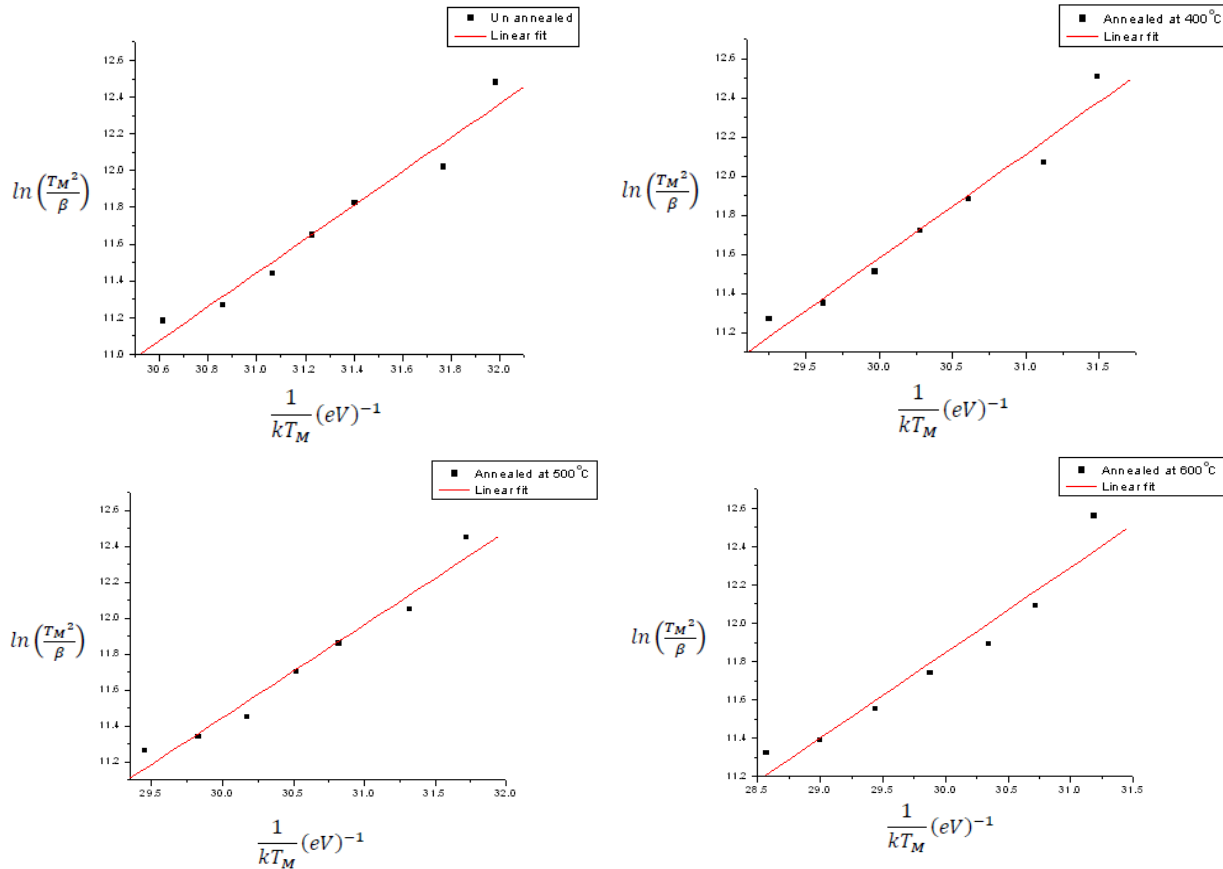 Un annealed
Linear fit
12.6
12.4
12.2
12.0
11.8
11.6
11.4
11.2
11.0
ln(T_M²/β)
30.6 30.8 31.0 31.2 31.4 31.6 31.8 32.0
1/kT_M (eV)⁻¹
Annealed at 400°C
Linear fit
12.6
12.4
12.2
12.0
11.8
11.6
11.4
11.2
ln(T_M²/β)
29.5 30.0 30.5 31.0 31.5
1/kT_M (eV)⁻¹
Annealed at 500°C
Linear fit
12.6
12.4
12.2
12.0
11.8
11.6
11.4
11.2
ln(T_M²/β)
29.5 30.0 30.5 31.0 31.5 32.0
1/kT_M (eV)⁻¹
Annealed at 600°C
Linear fit
12.6
12.4
12.2
12.0
11.8
11.6
11.4
11.2
ln(T_M²/β)
28.5 29.0 29.5 30.0 30.5 31.0 31.5
1/kT_M (eV)⁻¹